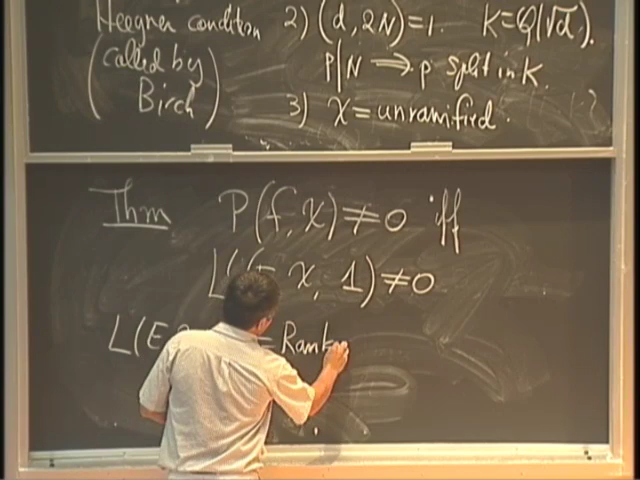 Heegner condition 2) (d, 2N)=1. K=Q(√d).
(called by Birch) P|N ⟹ p split in K.
3) χ=unramified.
Thm P(f, χ)≠0 iff
L'( χ, 1)≠0
L(E = Rank